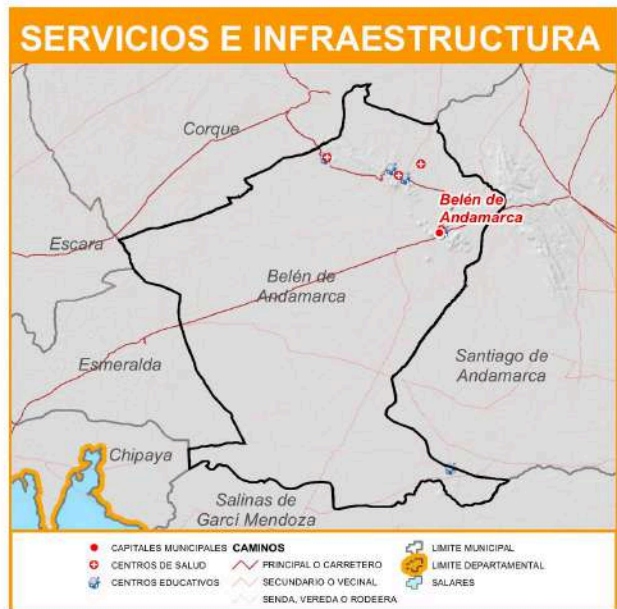 SERVICIOS E INFRAESTRUCTURA
Corque
Belén de
Andamarca
Escara
Belén de
Andamarca
Esmeralda
Santiago de
Andamarca
Chipaya
Salinas de
Garci Mendoza
CAPITALES MUNICIPALES
CENTROS DE SALUD
CENTROS EDUCATIVOS
CAMINOS
PRINCIPAL O CARRETERO
SECUNDARIO O VECINAL
SENDA, VEREDA O RODEERA
LIMITE MUNICIPAL
LIMITE DEPARTAMENTAL
SALARES